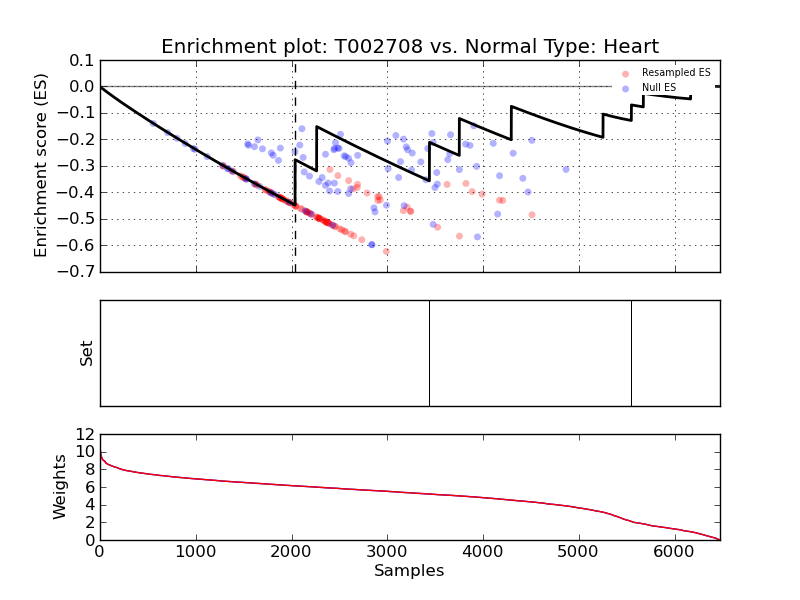 Enrichment plot: T002708 vs. Normal Type: Heart
Enrichment score (ES)
0.1
0.0
−0.1
−0.2
−0.3
−0.4
−0.5
−0.6
−0.7
Resampled ES
Null ES
Set
Weights
12
10
8
6
4
2
0
0 1000 2000 3000 4000 5000 6000
Samples